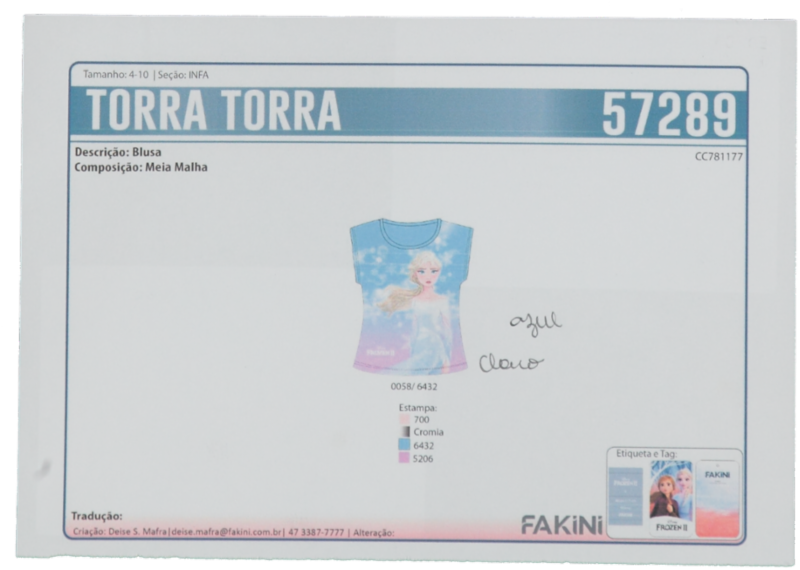 Tamanho: 4-10 | Seção: INFA
TORRA TORRA 57289
Descrição: Blusa
CC781177
Composição: Meia Malha
azul
claro
0058/ 6432
Estampa:
700
Cromia
6432
5206
Etiqueta e Tag:
FAKINI
FROZEN II
Tradução:
FAKiNi
Criação: Deise S. Mafra|deise.mafra@fakini.com.br| 47 3387-7777 | Alteração: